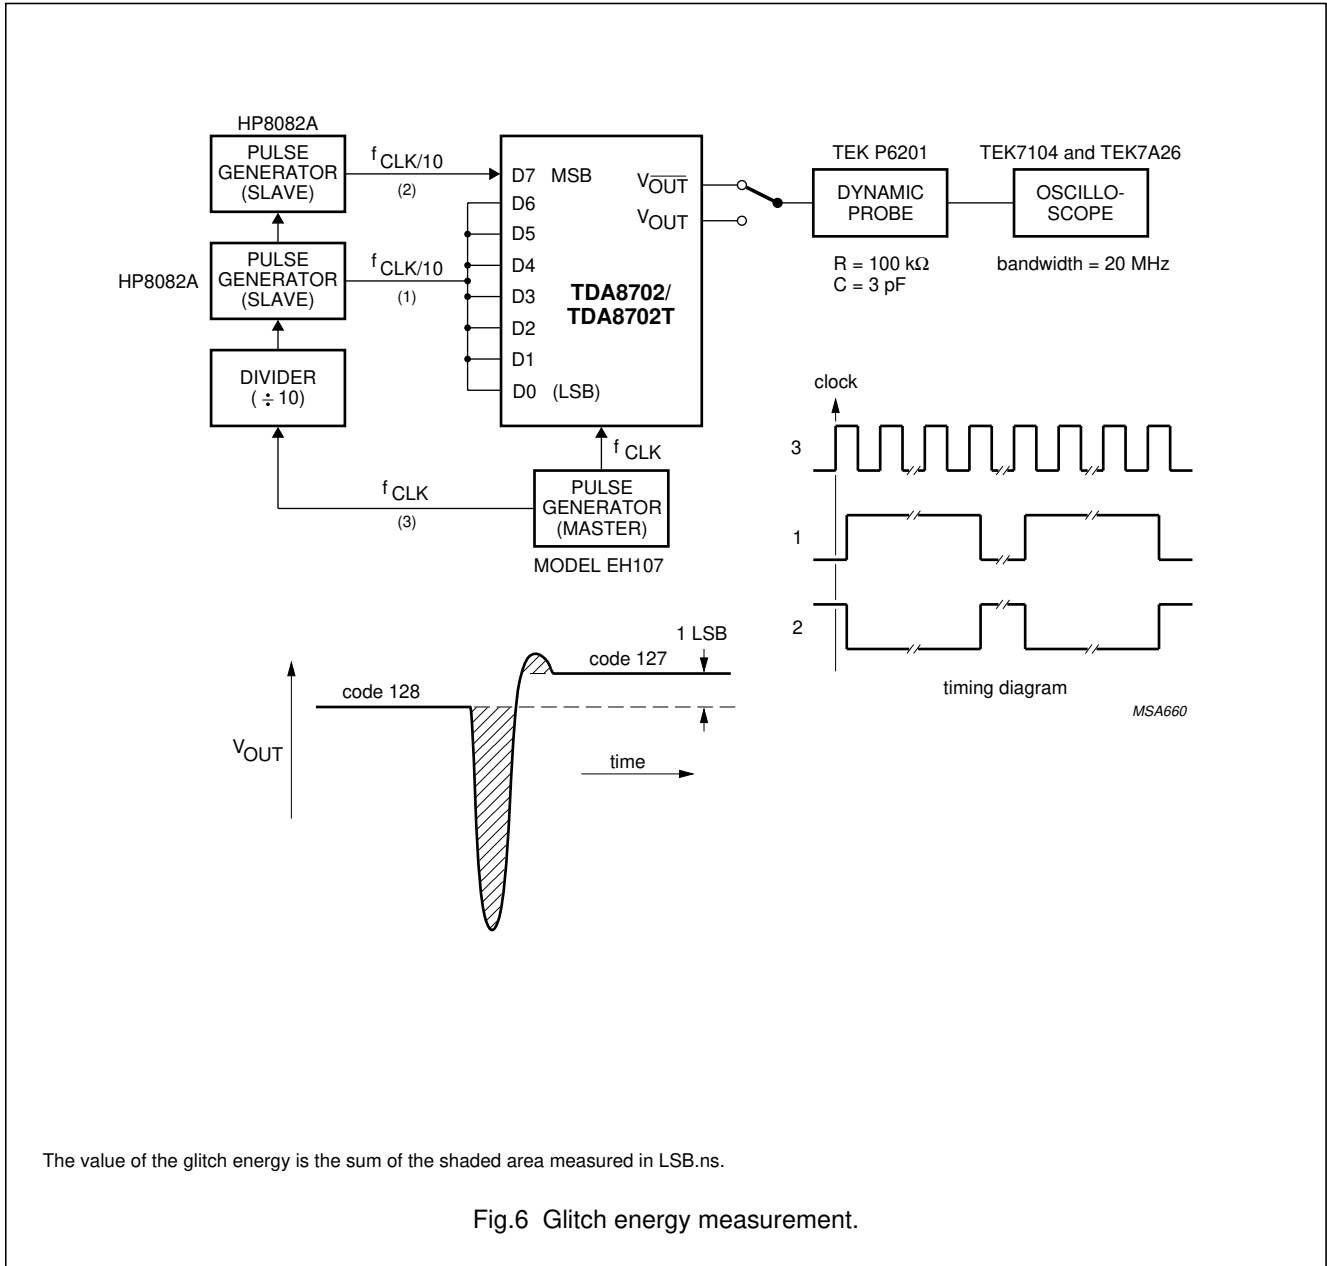 HP8082A
PULSE
GENERATOR
(SLAVE)
f CLK/10
(2)
HP8082A
PULSE
GENERATOR
(SLAVE)
f CLK/10
(1)
DIVIDER
( ÷ 10)
D7 MSB
D6
D5
D4
D3
D2
D1
D0 (LSB)
TDA8702/
TDA8702T
VOUT
VOUT
TEK P6201
DYNAMIC
PROBE
R = 100 kΩ
C = 3 pF
TEK7104 and TEK7A26
OSCILLO-
SCOPE
bandwidth = 20 MHz
f CLK
f CLK
(3)
PULSE
GENERATOR
(MASTER)
MODEL EH107
clock
3
1
2
timing diagram
MSA660
1 LSB
code 127
code 128
VOUT
time
The value of the glitch energy is the sum of the shaded area measured in LSB.ns.
Fig.6 Glitch energy measurement.